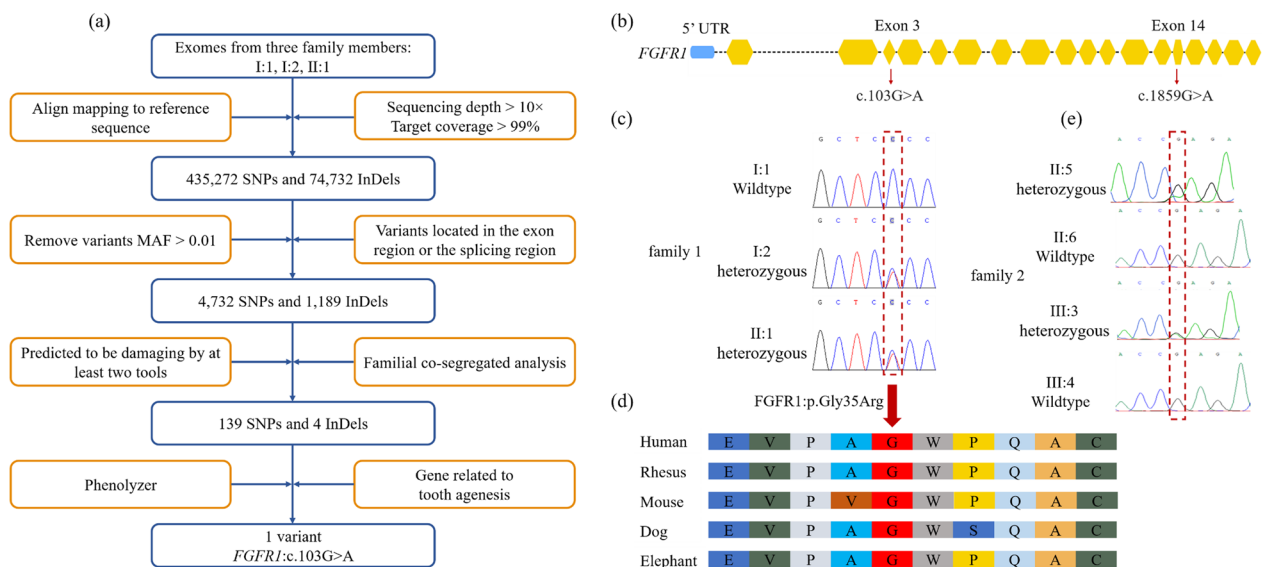 (a)
Exomes from three family members:
I:1, I:2, II:1
Align mapping to reference
sequence
Sequencing depth > 10×
Target coverage > 99%
435,272 SNPs and 74,732 InDels
Remove variants MAF > 0.01
Variants located in the exon
region or the splicing region
4,732 SNPs and 1,189 InDels
Predicted to be damaging by at
least two tools
Familial co-segregated analysis
139 SNPs and 4 InDels
Phenolyzer
Gene related to
tooth agenesis
1 variant
FGFR1:c.103G>A
(b)
5' UTR
Exon 3
Exon 14
FGFR1
c.103G>A
c.1859G>A
(c)
family 1
G C T C G C C
I:1
Wildtype
G C T C G C C
I:2
heterozygous
G C T C G C C
II:1
heterozygous
FGFR1:p.Gly35Arg
(e)
family 2
A C C G A G A
II:5
heterozygous
A C C G A G A
II:6
Wildtype
A C C G A G A
III:3
heterozygous
A C C G A G A
III:4
Wildtype
(d)
Human E V P A G W P Q A C
Rhesus E V P A G W P Q A C
Mouse E V P V G W P Q A C
Dog E V P A G W S Q A C
Elephant E V P A G W P Q A C